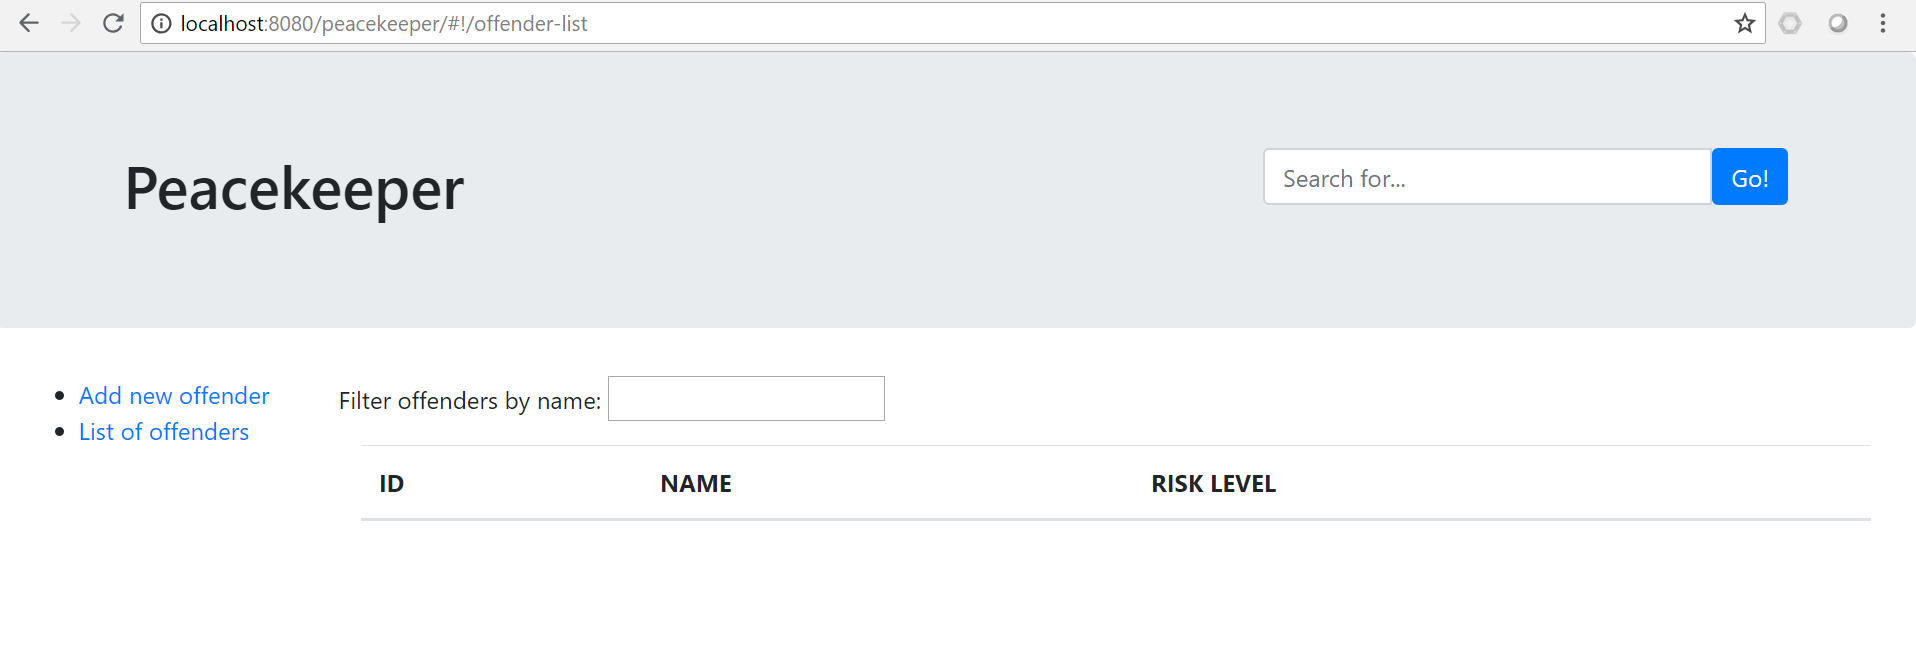 localhost:8080/peacekeeper/#!/offender-list
Peacekeeper
Search for...
Go!
Add new offender
List of offenders
Filter offenders by name:
ID NAME RISK LEVEL